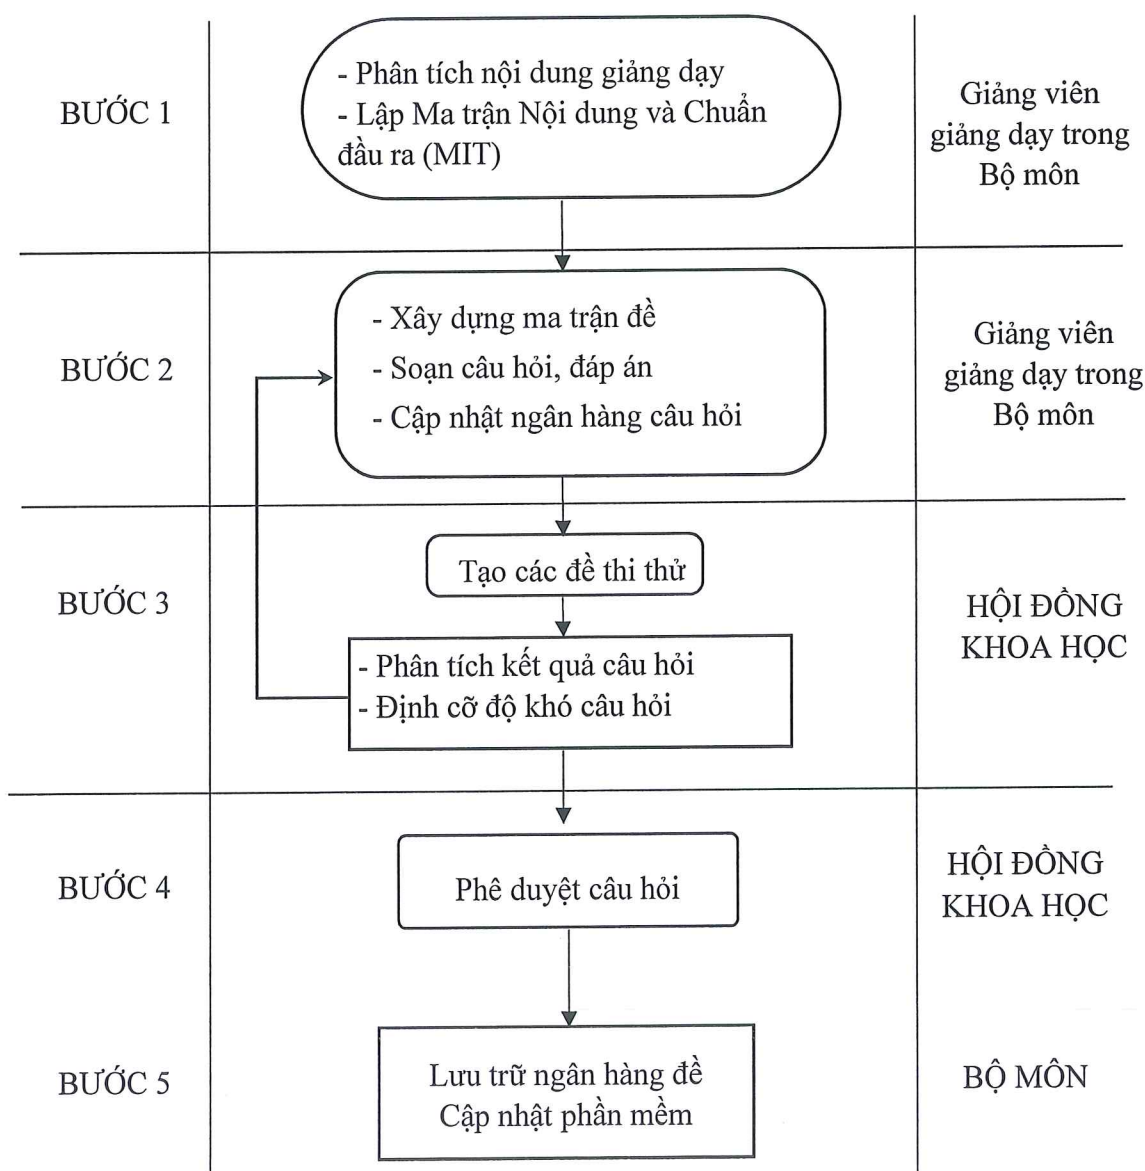 BƯỚC 1
- Phân tích nội dung giảng dạy
- Lập Ma trận Nội dung và Chuẩn
đầu ra (MIT)
Giảng viên
giảng dạy trong
Bộ môn
BƯỚC 2
- Xây dựng ma trận đề
- Soạn câu hỏi, đáp án
- Cập nhật ngân hàng câu hỏi
Giảng viên
giảng dạy trong
Bộ môn
BƯỚC 3
Tạo các đề thi thử
- Phân tích kết quả câu hỏi
- Định cỡ độ khó câu hỏi
HỘI ĐỒNG
KHOA HỌC
BƯỚC 4
Phê duyệt câu hỏi
HỘI ĐỒNG
KHOA HỌC
BƯỚC 5
Lưu trữ ngân hàng đề
Cập nhật phần mềm
BỘ MÔN